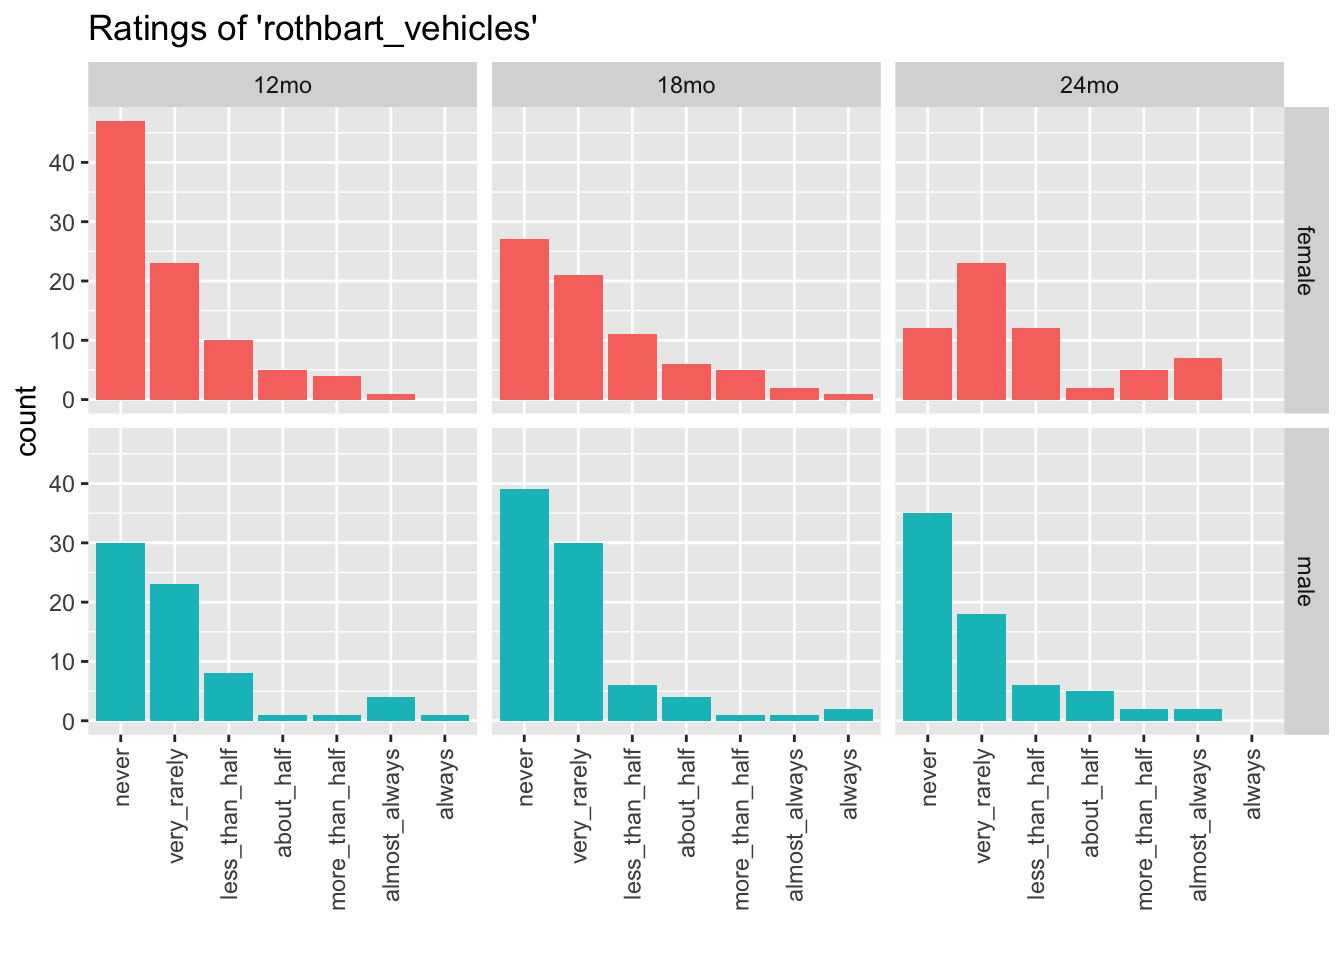 Ratings of 'rothbart_vehicles'
12mo 18mo 24mo
40
30
20
10
0
female
count
40
30
20
10
0
male
never very_rarely less_than_half about_half more_than_half almost_always always
never very_rarely less_than_half about_half more_than_half almost_always always
never very_rarely less_than_half about_half more_than_half almost_always always